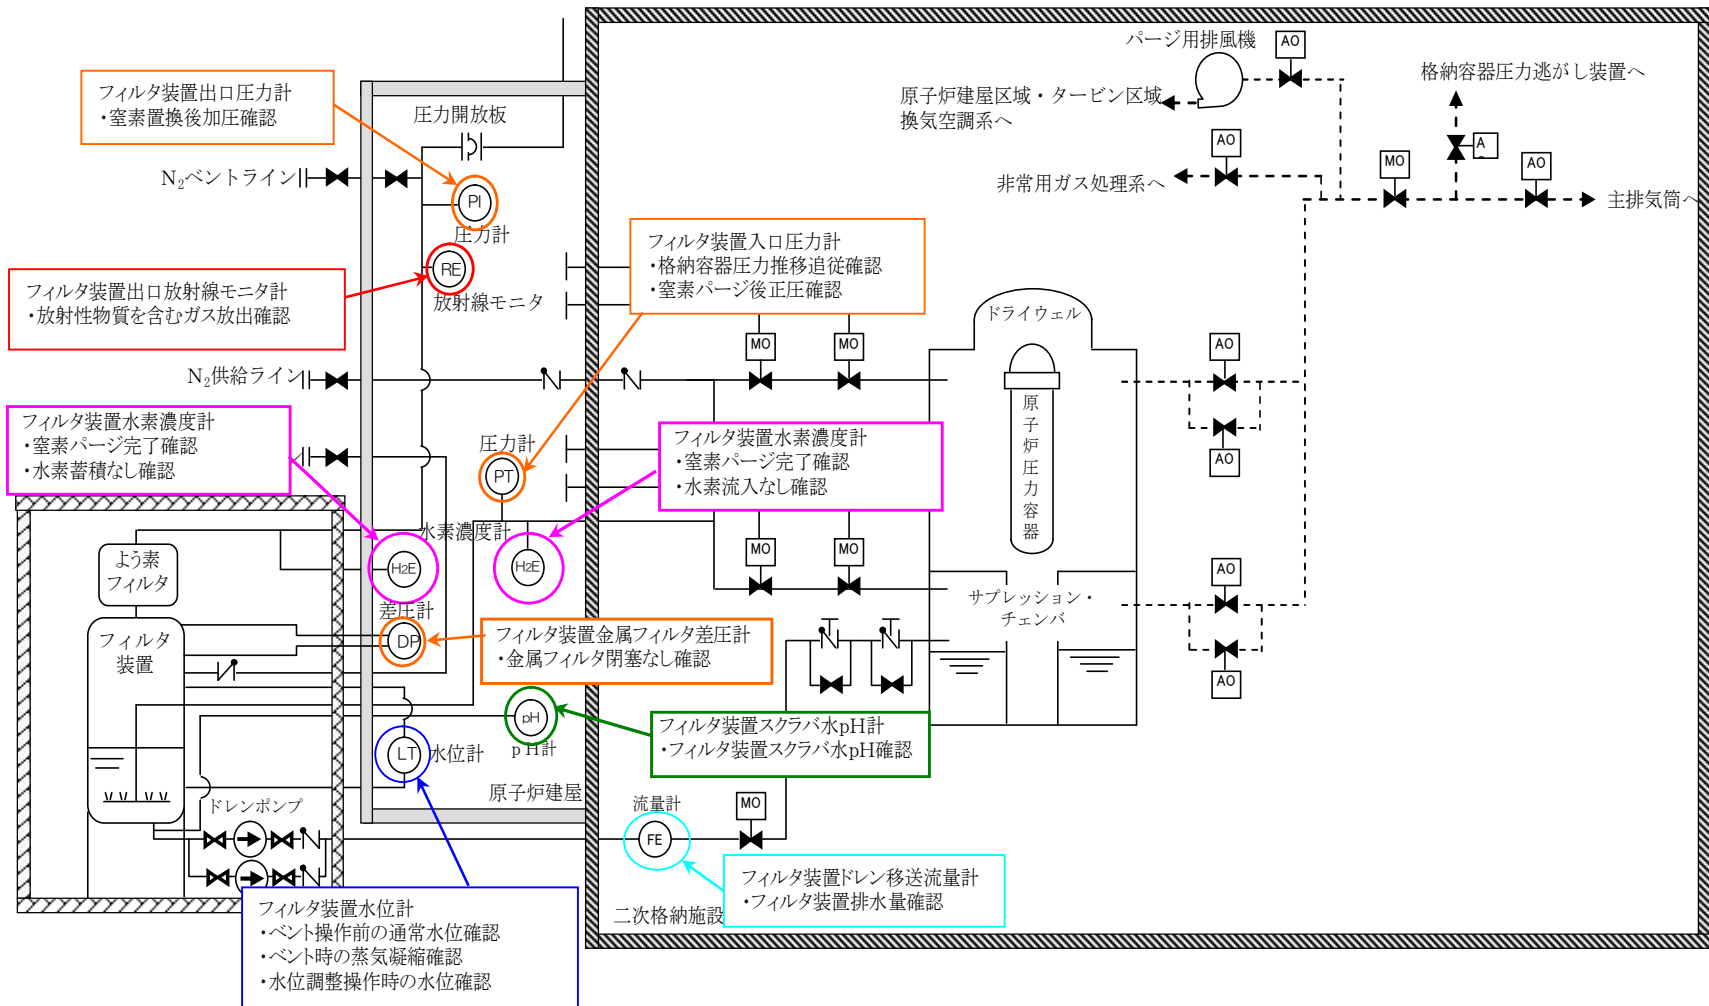 フィルタ装置出口圧力計
・窒素置換後加圧確認
圧力開放板
N₂ベントライン
PI
圧力計
RE
放射線モニタ
フィルタ装置出口放射線モニタ計
・放射性物質を含むガス放出確認
N₂供給ライン
フィルタ装置水素濃度計
・窒素パージ完了確認
・水素蓄積なし確認
圧力計
PT
水素濃度計
H2E
H2E
よう素
フィルタ
フィルタ
装置
差圧計
DP
フィルタ装置金属フィルタ差圧計
・金属フィルタ閉塞なし確認
pH
pH計
LT
水位計
原子炉建屋
ドレンポンプ
フィルタ装置水位計
・ベント操作前の通常水位確認
・ベント時の蒸気凝縮確認
・水位調整操作時の水位確認
フィルタ装置入口圧力計
・格納容器圧力推移追従確認
・窒素パージ後正圧確認
MO
MO
フィルタ装置水素濃度計
・窒素パージ完了確認
・水素流入なし確認
MO
MO
フィルタ装置スクラバ水pH計
・フィルタ装置スクラバ水pH確認
流量計
FE
MO
フィルタ装置ドレン移送流量計
・フィルタ装置排水量確認
二次格納施設
ドライウェル
原子炉圧力容器
サプレッション・
チェンバ
パージ用排風機
AO
原子炉建屋区域・タービン区域
換気空調系へ
格納容器圧力逃がし装置へ
AO
非常用ガス処理系へ
MO
A
AO
主排気筒へ
AO
AO
AO
AO